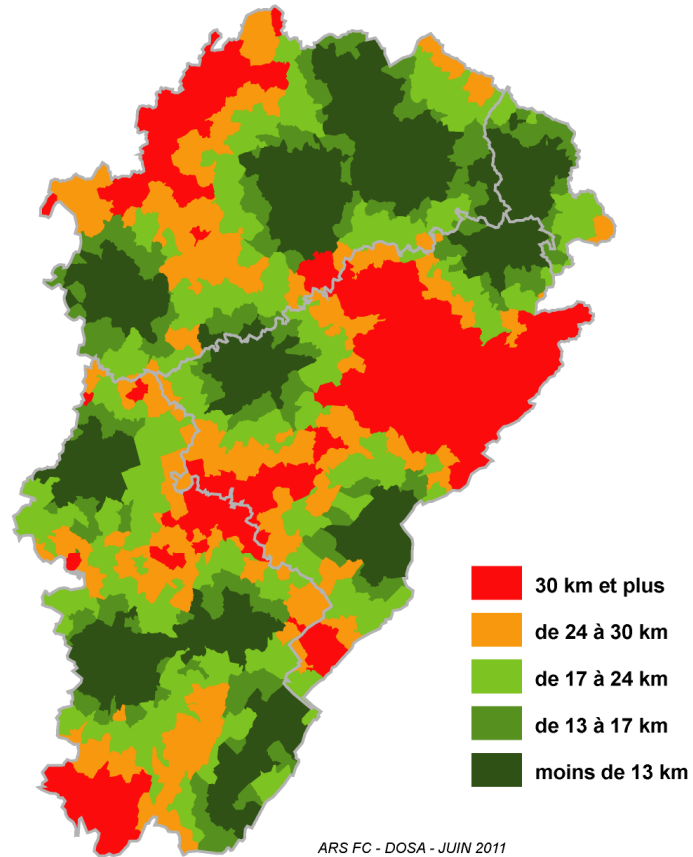 30 km et plus
de 24 à 30 km
de 17 à 24 km
de 13 à 17 km
moins de 13 km
ARS FC - DOSA - JUIN 2011